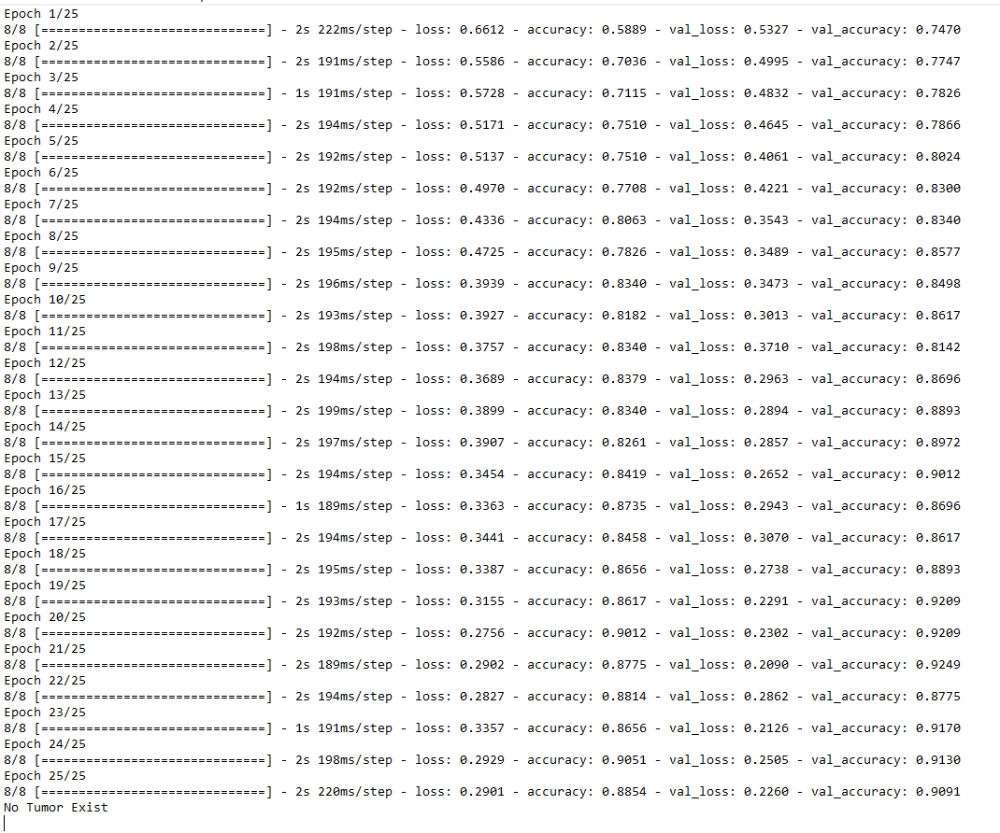 Epoch 1/25
8/8 [==============================] - 2s 222ms/step - loss: 0.6612 - accuracy: 0.5889 - val_loss: 0.5327 - val_accuracy: 0.7470
Epoch 2/25
8/8 [==============================] - 2s 191ms/step - loss: 0.5586 - accuracy: 0.7036 - val_loss: 0.4995 - val_accuracy: 0.7747
Epoch 3/25
8/8 [==============================] - 1s 191ms/step - loss: 0.5728 - accuracy: 0.7115 - val_loss: 0.4832 - val_accuracy: 0.7826
Epoch 4/25
8/8 [==============================] - 2s 194ms/step - loss: 0.5171 - accuracy: 0.7510 - val_loss: 0.4645 - val_accuracy: 0.7866
Epoch 5/25
8/8 [==============================] - 2s 192ms/step - loss: 0.5137 - accuracy: 0.7510 - val_loss: 0.4061 - val_accuracy: 0.8024
Epoch 6/25
8/8 [==============================] - 2s 192ms/step - loss: 0.4970 - accuracy: 0.7708 - val_loss: 0.4221 - val_accuracy: 0.8300
Epoch 7/25
8/8 [==============================] - 2s 194ms/step - loss: 0.4336 - accuracy: 0.8063 - val_loss: 0.3543 - val_accuracy: 0.8340
Epoch 8/25
8/8 [==============================] - 2s 195ms/step - loss: 0.4725 - accuracy: 0.7826 - val_loss: 0.3489 - val_accuracy: 0.8577
Epoch 9/25
8/8 [==============================] - 2s 196ms/step - loss: 0.3939 - accuracy: 0.8340 - val_loss: 0.3473 - val_accuracy: 0.8498
Epoch 10/25
8/8 [==============================] - 2s 193ms/step - loss: 0.3927 - accuracy: 0.8182 - val_loss: 0.3013 - val_accuracy: 0.8617
Epoch 11/25
8/8 [==============================] - 2s 198ms/step - loss: 0.3757 - accuracy: 0.8340 - val_loss: 0.3710 - val_accuracy: 0.8142
Epoch 12/25
8/8 [==============================] - 2s 194ms/step - loss: 0.3689 - accuracy: 0.8379 - val_loss: 0.2963 - val_accuracy: 0.8696
Epoch 13/25
8/8 [==============================] - 2s 199ms/step - loss: 0.3899 - accuracy: 0.8340 - val_loss: 0.2894 - val_accuracy: 0.8893
Epoch 14/25
8/8 [==============================] - 2s 197ms/step - loss: 0.3907 - accuracy: 0.8261 - val_loss: 0.2857 - val_accuracy: 0.8972
Epoch 15/25
8/8 [==============================] - 2s 194ms/step - loss: 0.3454 - accuracy: 0.8419 - val_loss: 0.2652 - val_accuracy: 0.9012
Epoch 16/25
8/8 [==============================] - 1s 189ms/step - loss: 0.3363 - accuracy: 0.8735 - val_loss: 0.2943 - val_accuracy: 0.8696
Epoch 17/25
8/8 [==============================] - 2s 194ms/step - loss: 0.3441 - accuracy: 0.8458 - val_loss: 0.3070 - val_accuracy: 0.8617
Epoch 18/25
8/8 [==============================] - 2s 195ms/step - loss: 0.3387 - accuracy: 0.8656 - val_loss: 0.2738 - val_accuracy: 0.8893
Epoch 19/25
8/8 [==============================] - 2s 193ms/step - loss: 0.3155 - accuracy: 0.8617 - val_loss: 0.2291 - val_accuracy: 0.9209
Epoch 20/25
8/8 [==============================] - 2s 192ms/step - loss: 0.2756 - accuracy: 0.9012 - val_loss: 0.2302 - val_accuracy: 0.9209
Epoch 21/25
8/8 [==============================] - 2s 189ms/step - loss: 0.2902 - accuracy: 0.8775 - val_loss: 0.2090 - val_accuracy: 0.9249
Epoch 22/25
8/8 [==============================] - 2s 194ms/step - loss: 0.2827 - accuracy: 0.8814 - val_loss: 0.2862 - val_accuracy: 0.8775
Epoch 23/25
8/8 [==============================] - 1s 191ms/step - loss: 0.3357 - accuracy: 0.8656 - val_loss: 0.2126 - val_accuracy: 0.9170
Epoch 24/25
8/8 [==============================] - 2s 198ms/step - loss: 0.2929 - accuracy: 0.9051 - val_loss: 0.2505 - val_accuracy: 0.9130
Epoch 25/25
8/8 [==============================] - 2s 220ms/step - loss: 0.2901 - accuracy: 0.8854 - val_loss: 0.2260 - val_accuracy: 0.9091
No Tumor Exist